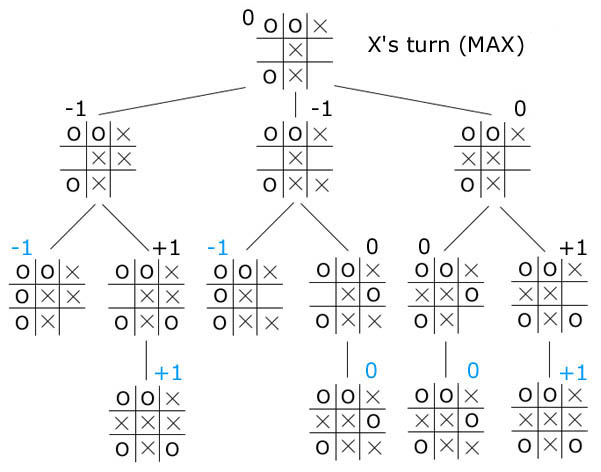 0 O O ×
X's turn (MAX)
×
O ×
-1 -1 0
O O × O O × O O ×
× × × × ×
O × O × × O ×
-1 +1 -1 0 0 +1
O O × O O × O O × O O × O O × O O ×
O × × × × O × × O × × O × ×
O × O × O O × × O × × O × O × O
+1 0 0 +1
O O × O O × O O × O O ×
× × × × × O × × O × × ×
O × O O × × O × × O × O